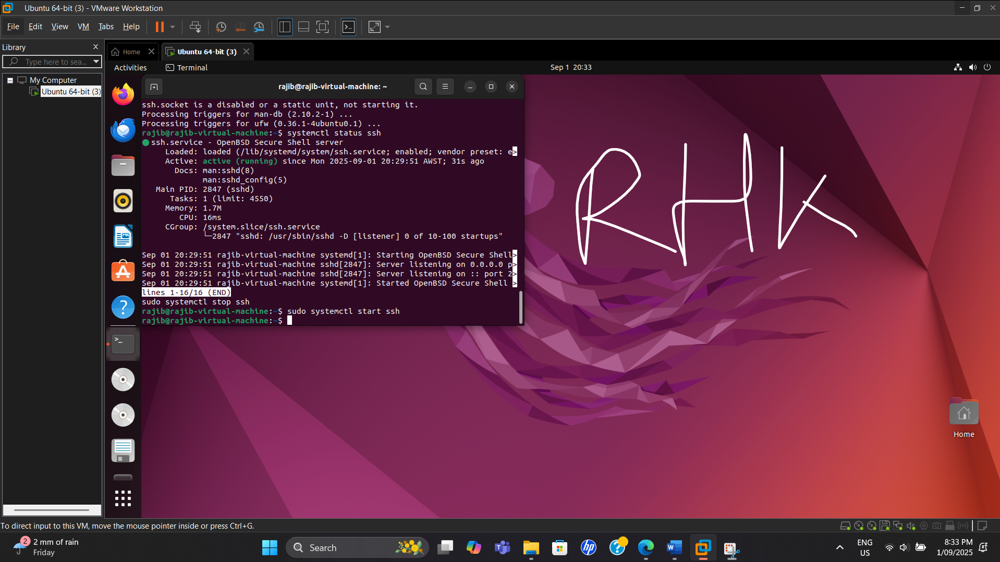 Ubuntu 64-bit (3) - VMware Workstation
File Edit View VM Tabs Help
Library
Type here to sea...
My Computer
Ubuntu 64-bit (3)
Home
Ubuntu 64-bit (3)
Activities
Terminal
Sep 1 20:33
rajib@rajib-virtual-machine: ~
ssh.socket is a disabled or a static unit, not starting it.
Processing triggers for man-db (2.10.2-1) ...
Processing triggers for ufw (0.36.1-4ubuntu0.1) ...
rajib@rajib-virtual-machine:~$ systemctl status ssh
● ssh.service - OpenBSD Secure Shell server
Loaded: loaded (/lib/systemd/system/ssh.service; enabled; vendor preset: e>
Active: active (running) since Mon 2025-09-01 20:29:51 AWST; 31s ago
Docs: man:sshd(8)
man:sshd_config(5)
Main PID: 2847 (sshd)
Tasks: 1 (limit: 4550)
Memory: 1.7M
CPU: 16ms
CGroup: /system.slice/ssh.service
└─2847 "sshd: /usr/sbin/sshd -D [listener] 0 of 10-100 startups"
Sep 01 20:29:51 rajib-virtual-machine systemd[1]: Starting OpenBSD Secure Shell>
Sep 01 20:29:51 rajib-virtual-machine sshd[2847]: Server listening on 0.0.0.0 p>
Sep 01 20:29:51 rajib-virtual-machine sshd[2847]: Server listening on :: port 2>
Sep 01 20:29:51 rajib-virtual-machine systemd[1]: Started OpenBSD Secure Shell >
lines 1-16/16 (END)
sudo systemctl stop ssh
rajib@rajib-virtual-machine:~$ sudo systemctl start ssh
rajib@rajib-virtual-machine:~$
RHK
Home
To direct input to this VM, move the mouse pointer inside or press Ctrl+G.
2
2 mm of rain
Friday
Search
hp
ENG
US
8:33 PM
1/09/2025